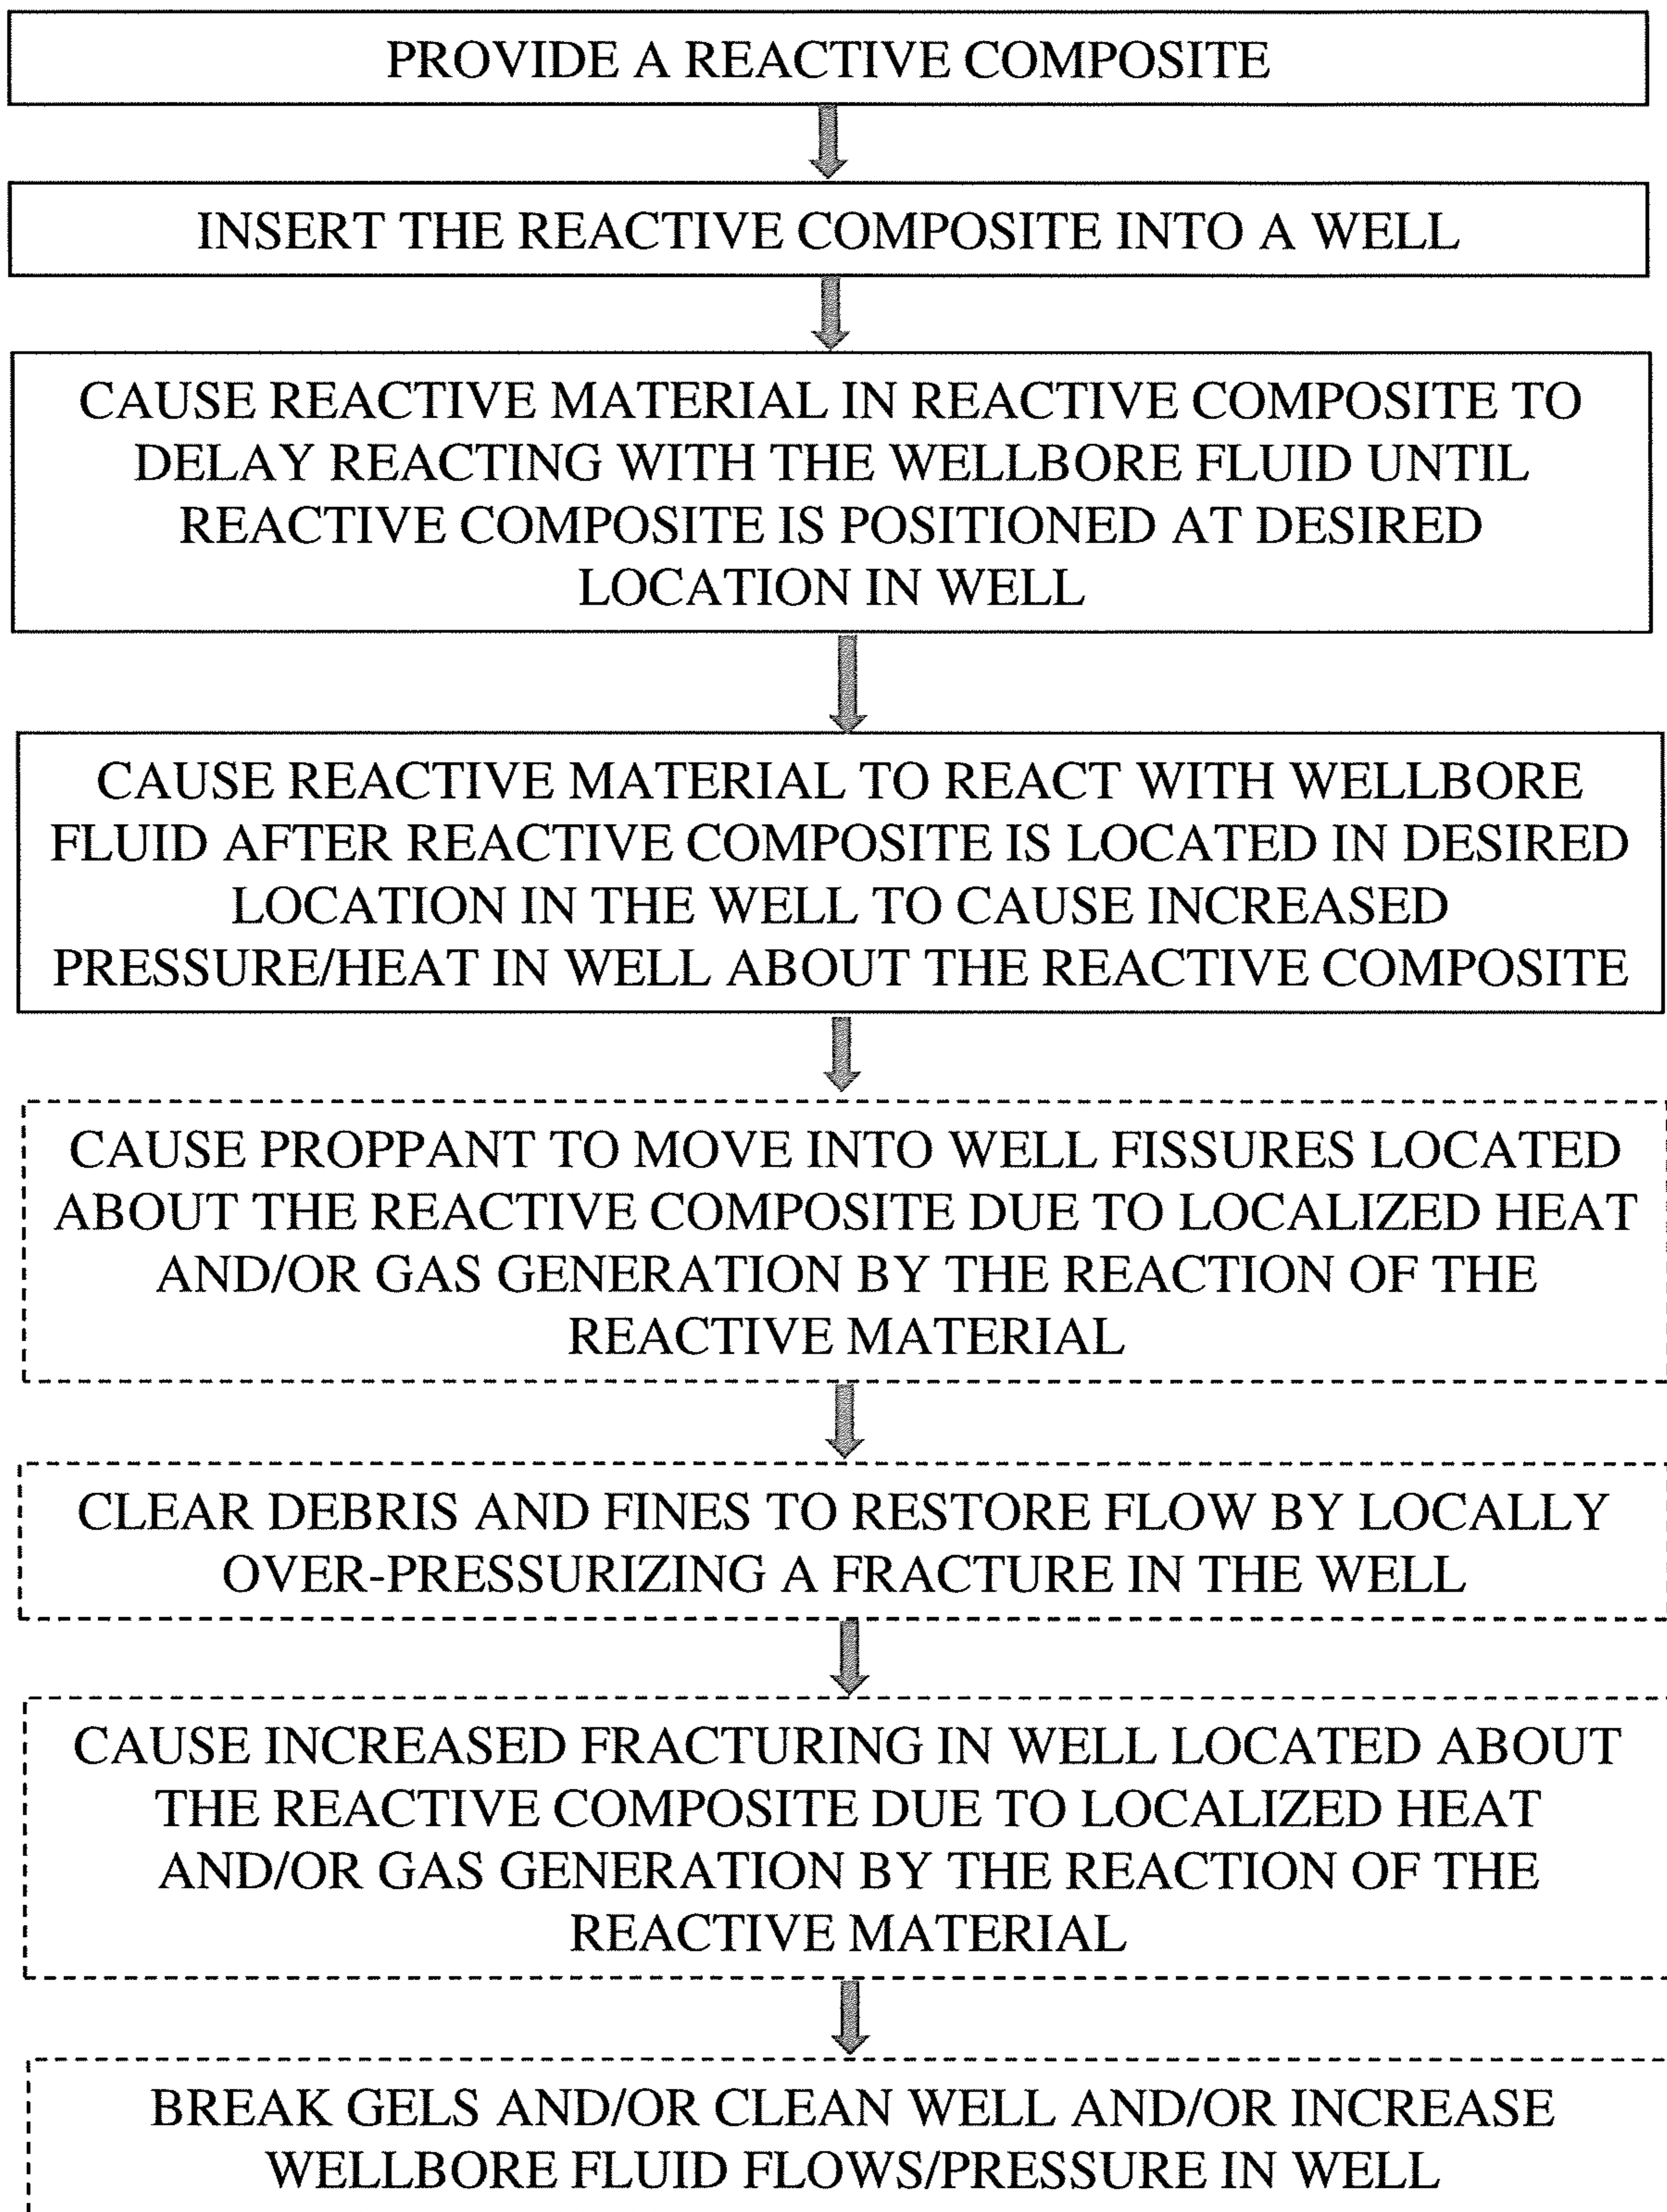 PROVIDE A REACTIVE COMPOSITE
INSERT THE REACTIVE COMPOSITE INTO A WELL
CAUSE REACTIVE MATERIAL IN REACTIVE COMPOSITE TO
DELAY REACTING WITH THE WELLBORE FLUID UNTIL
REACTIVE COMPOSITE IS POSITIONED AT DESIRED
LOCATION IN WELL
CAUSE REACTIVE MATERIAL TO REACT WITH WELLBORE
FLUID AFTER REACTIVE COMPOSITE IS LOCATED IN DESIRED
LOCATION IN THE WELL TO CAUSE INCREASED
PRESSURE/HEAT IN WELL ABOUT THE REACTIVE COMPOSITE
CAUSE PROPPANT TO MOVE INTO WELL FISSURES LOCATED
ABOUT THE REACTIVE COMPOSITE DUE TO LOCALIZED HEAT
AND/OR GAS GENERATION BY THE REACTION OF THE
REACTIVE MATERIAL
CLEAR DEBRIS AND FINES TO RESTORE FLOW BY LOCALLY
OVER-PRESSURIZING A FRACTURE IN THE WELL
CAUSE INCREASED FRACTURING IN WELL LOCATED ABOUT
THE REACTIVE COMPOSITE DUE TO LOCALIZED HEAT
AND/OR GAS GENERATION BY THE REACTION OF THE
REACTIVE MATERIAL
BREAK GELS AND/OR CLEAN WELL AND/OR INCREASE
WELLBORE FLUID FLOWS/PRESSURE IN WELL